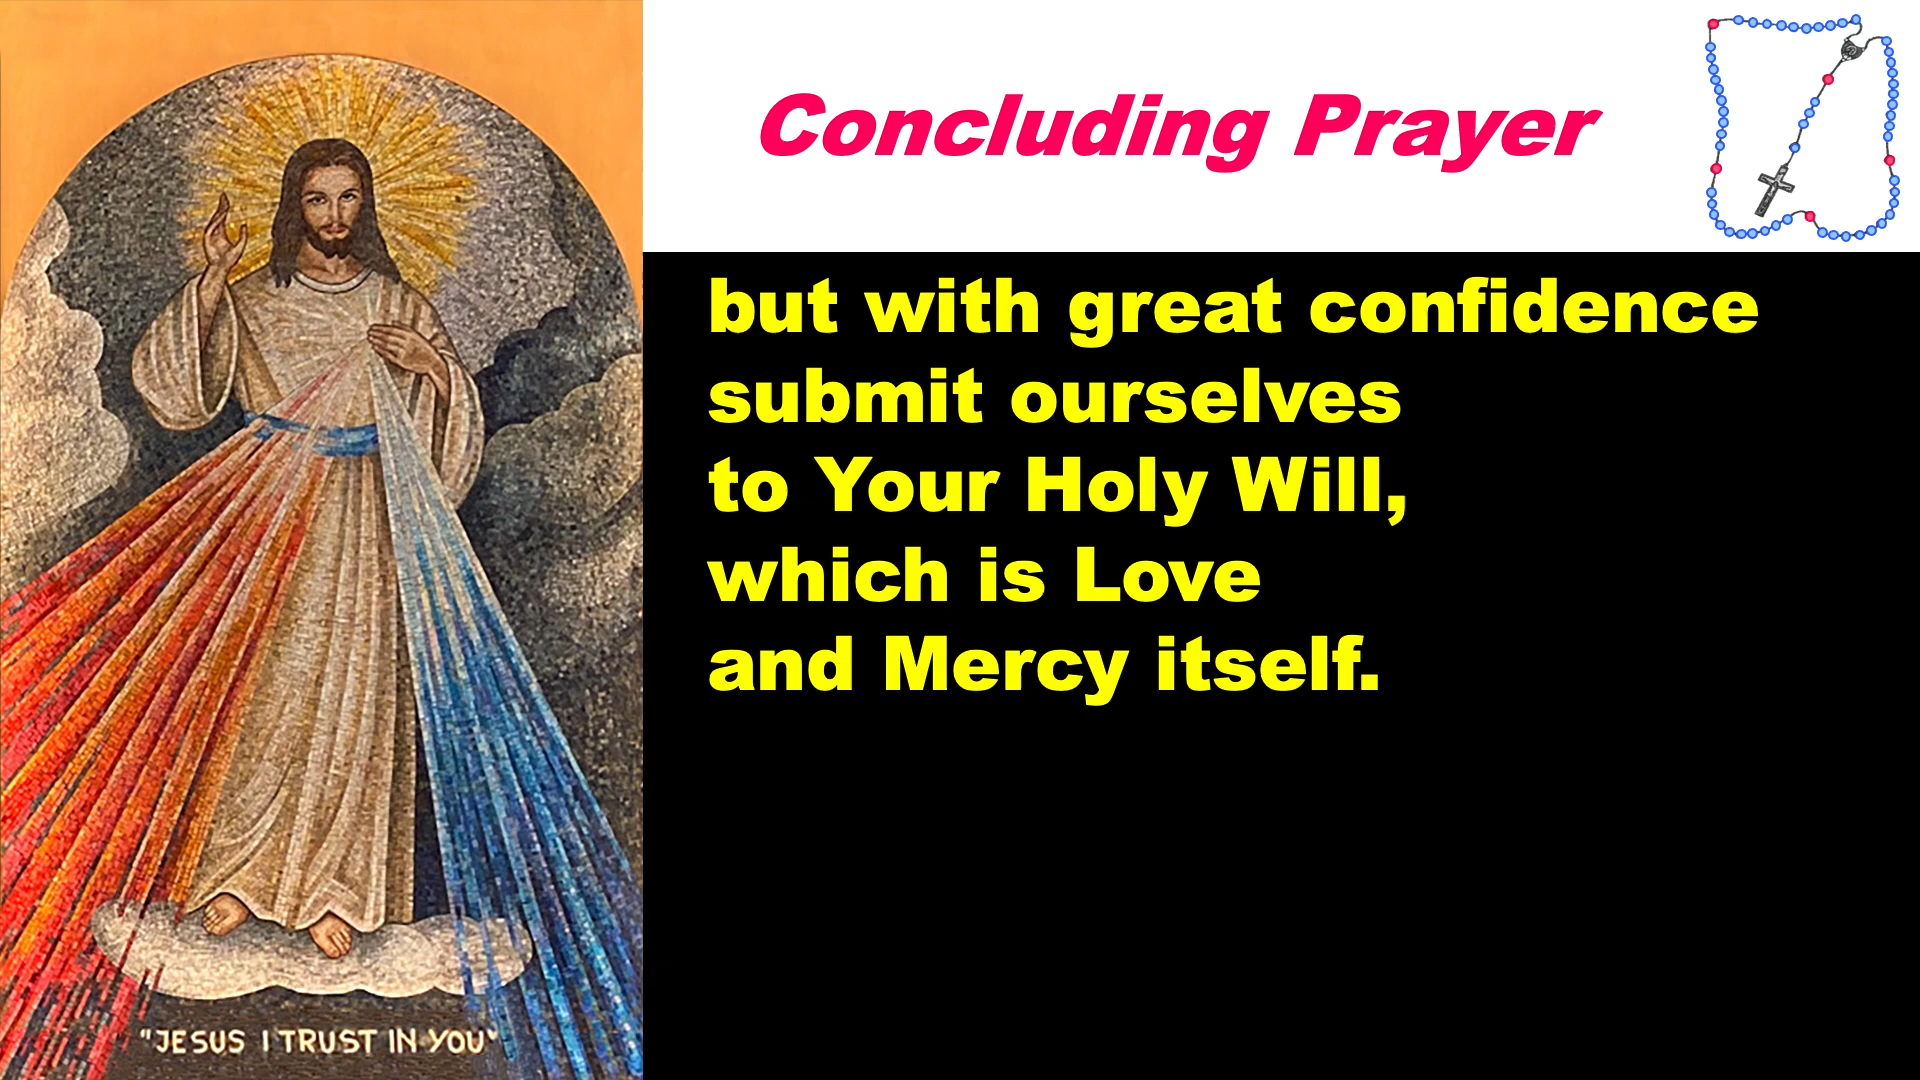 Concluding Prayer
but with great confidence
submit ourselves
to Your Holy Will,
which is Love
and Mercy itself.
"JESUS I TRUST IN YOU"